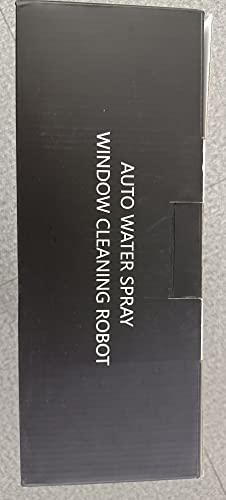 AUTO WATER SPRAY
WINDOW CLEANING ROBOT